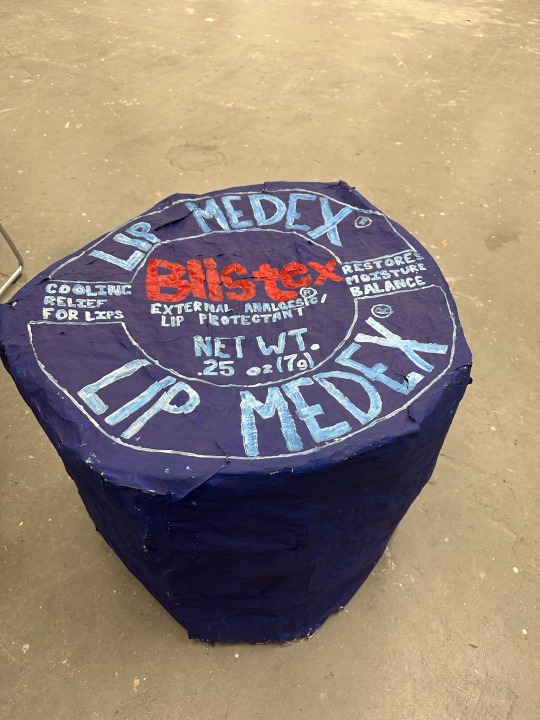 LIP MEDEX®
Blistex®
COOLING
RELIEF
FOR LIPS
EXTERNAL ANALGESIC/
LIP PROTECTANT
RESTORES
MOISTURE
BALANCE
NET WT.
.25 oz (7g)
LIP MEDEX®